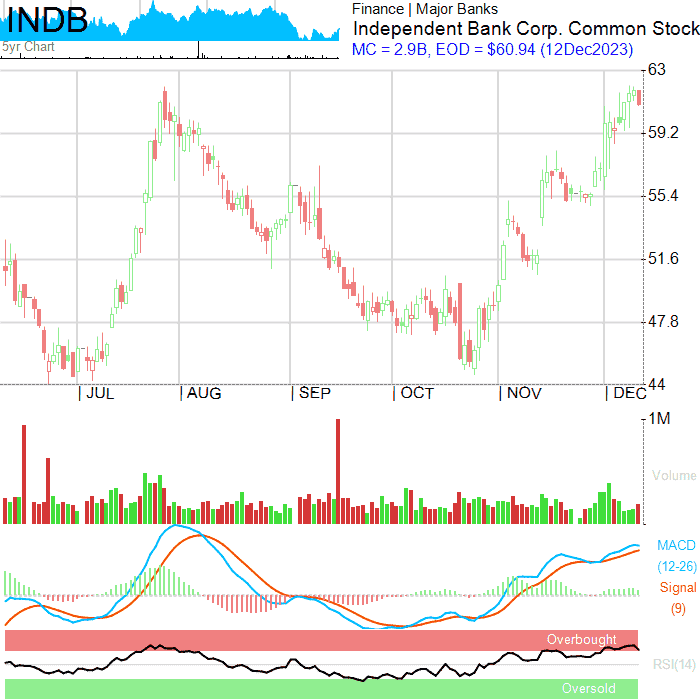 INDB
5yr Chart
Finance | Major Banks
Independent Bank Corp. Common Stock
MC = 2.9B, EOD = $60.94 (12Dec2023)
63
59.2
55.4
51.6
47.8
44
| JUL | AUG | SEP | OCT | NOV | DEC
1M
Volume
MACD
(12-26)
Signal
(9)
Overbought
RSI(14)
Oversold